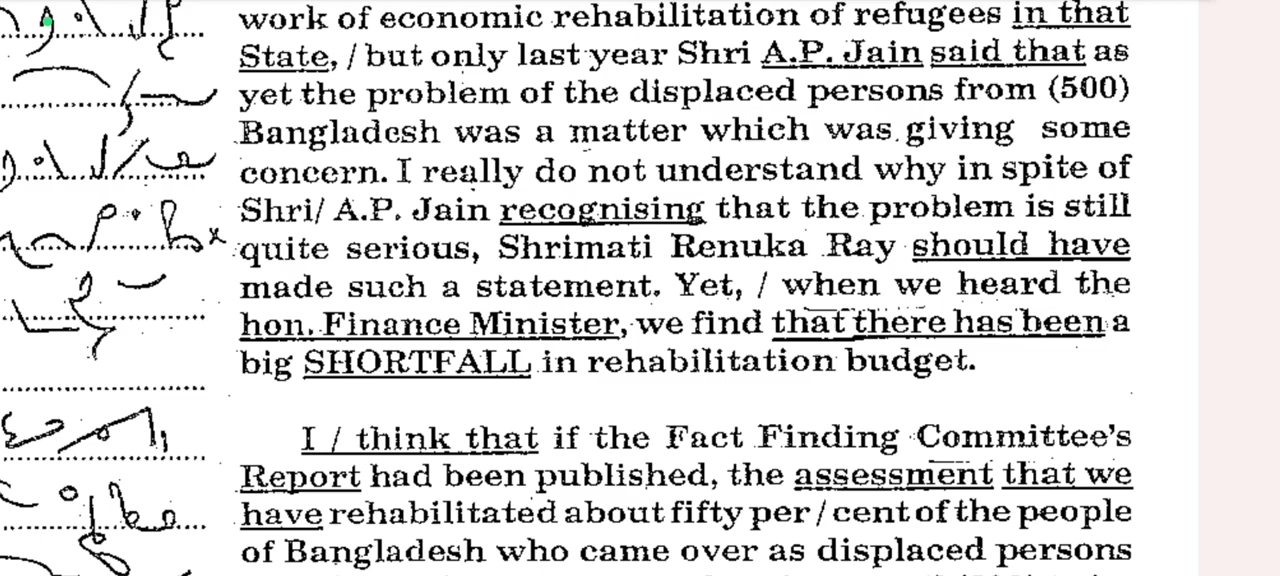 work of economic rehabilitation of refugees in that
State, / but only last year Shri A.P. Jain said that as
yet the problem of the displaced persons from (500)
Bangladesh was a matter which was giving some
concern. I really do not understand why in spite of
Shri/ A.P. Jain recognising that the problem is still
quite serious, Shrimati Renuka Ray should have
made such a statement. Yet, / when we heard the
hon. Finance Minister, we find that there has been a
big SHORTFALL in rehabilitation budget.
I / think that if the Fact Finding Committee's
Report had been published, the assessment that we
have rehabilitated about fifty per / cent of the people
of Bangladesh who came over as displaced persons